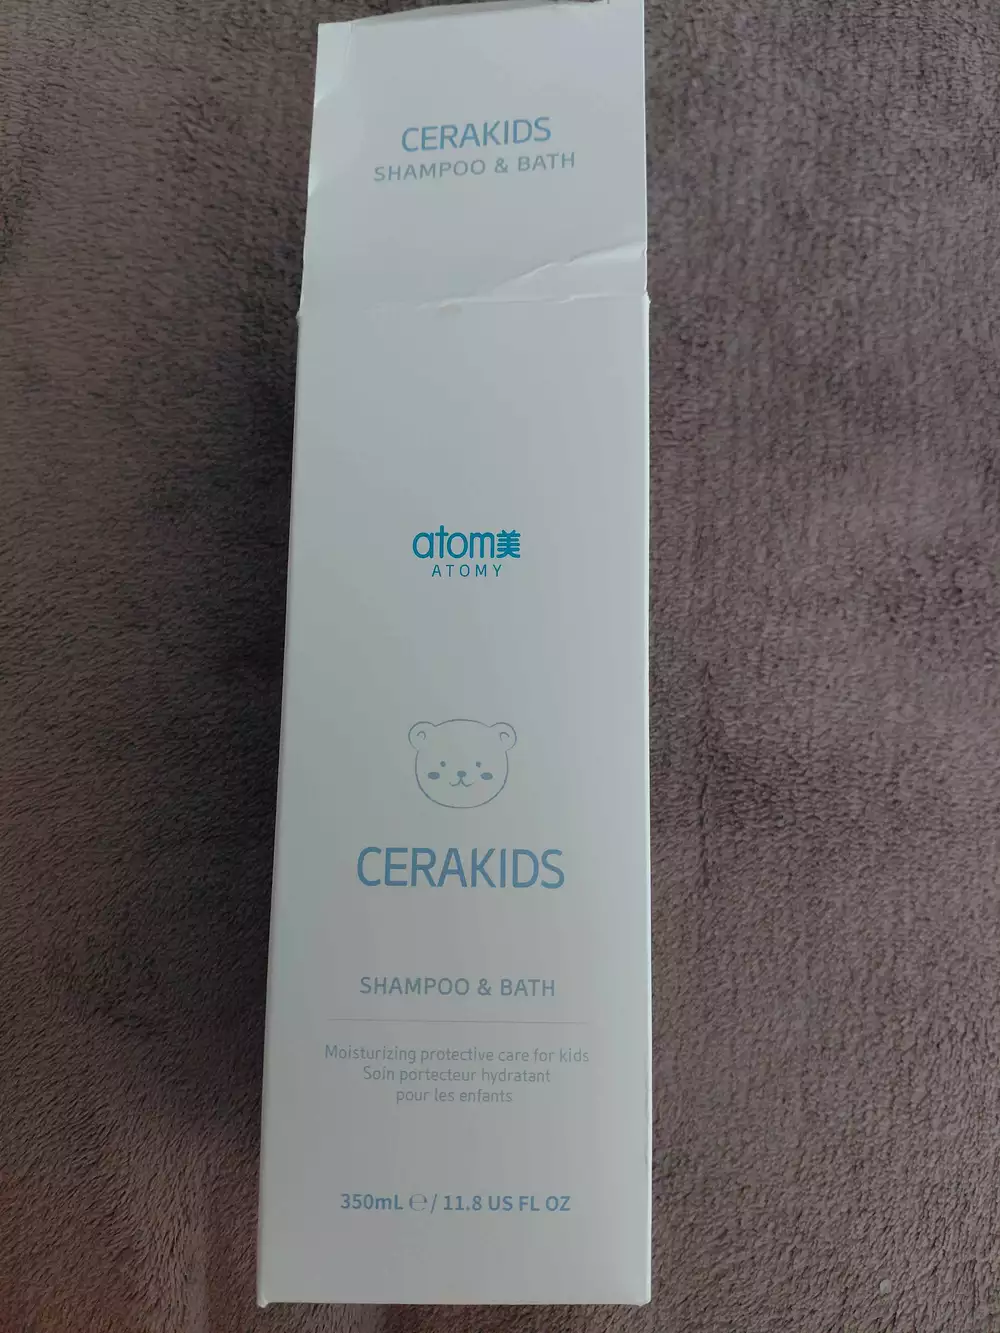 CERAKIDS
SHAMPOO & BATH
atom美
ATOMY
CERAKIDS
SHAMPOO & BATH
Moisturizing protective care for kids
Soin portecteur hydratant
pour les enfants
350mL ℮/ 11.8 US FL OZ